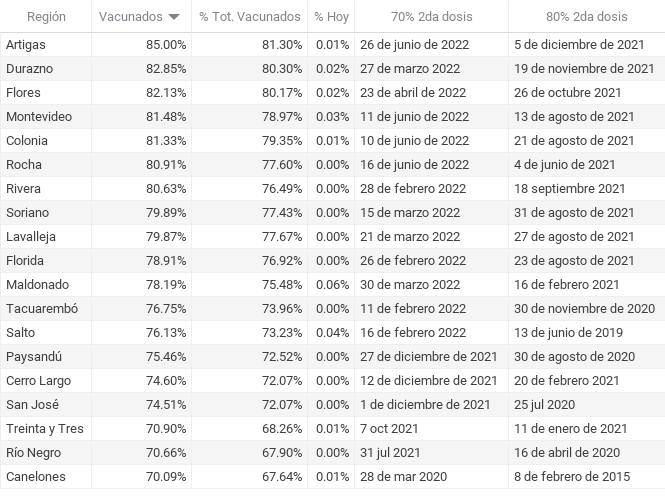 Región Vacunados % Tot. Vacunados % Hoy 70% 2da dosis 80% 2da dosis
Artigas 85.00% 81.30% 0.01% 26 de junio de 2022 5 de diciembre de 2021
Durazno 82.85% 80.30% 0.02% 27 de marzo 2022 19 de noviembre de 2021
Flores 82.13% 80.17% 0.02% 23 de abril de 2022 26 de octubre 2021
Montevideo 81.48% 78.97% 0.03% 11 de junio de 2022 13 de agosto de 2021
Colonia 81.33% 79.35% 0.01% 10 de junio de 2022 21 de agosto de 2021
Rocha 80.91% 77.60% 0.00% 16 de junio de 2022 4 de junio de 2021
Rivera 80.63% 76.49% 0.00% 28 de febrero 2022 18 septiembre de 2021
Soriano 79.89% 77.43% 0.00% 15 de marzo 2022 31 de agosto de 2021
Lavalleja 79.87% 77.67% 0.00% 21 de marzo 2022 27 de agosto de 2021
Florida 78.91% 76.92% 0.00% 26 de febrero 2022 23 de agosto de 2021
Maldonado 78.19% 75.48% 0.06% 30 de marzo 2022 16 de febrero de 2021
Tacuarembó 76.75% 73.96% 0.00% 11 de febrero 2022 30 de noviembre de 2020
Salto 76.13% 73.23% 0.04% 16 de febrero 2022 13 de junio de 2019
Paysandú 75.46% 72.52% 0.00% 27 de diciembre de 2021 30 de agosto de 2020
Cerro Largo 74.60% 72.07% 0.00% 12 de diciembre de 2021 20 de febrero de 2021
San José 74.51% 72.07% 0.00% 1 de diciembre de 2021 25 jul 2020
Treinta y Tres 70.90% 68.26% 0.01% 7 oct 2021 11 de enero de 2021
Río Negro 70.66% 67.90% 0.00% 31 jul 2021 16 de abril de 2020
Canelones 70.09% 67.64% 0.01% 28 de mar 2020 8 de febrero de 2015